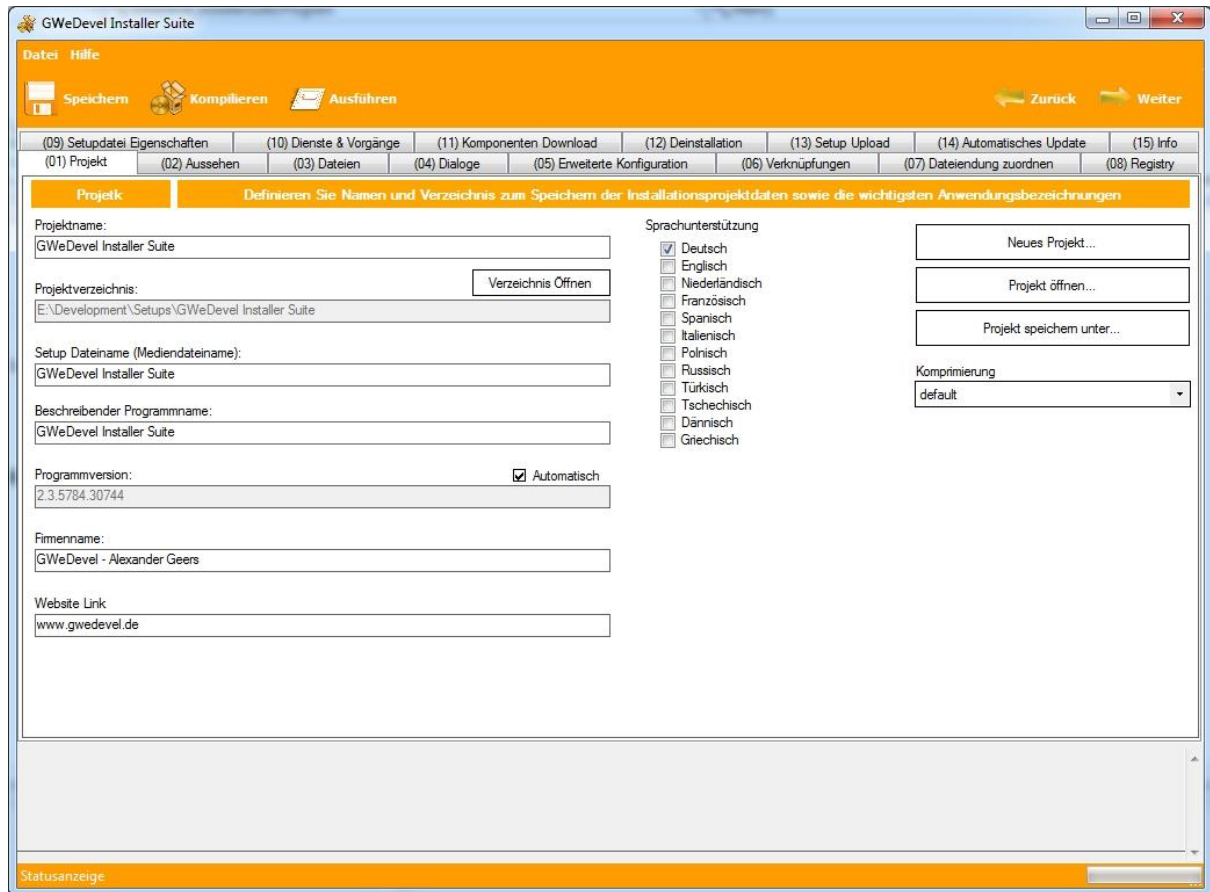 GWeDevel Installer Suite
Datei Hilfe
Speichern Kompilieren Ausführen Zurück Weiter
(09) Setupdatei Eigenschaften (10) Dienste & Vorgänge (11) Komponenten Download (12) Deinstallation (13) Setup Upload (14) Automatisches Update (15) Info
(01) Projekt (02) Aussehen (03) Dateien (04) Dialoge (05) Erweiterte Konfiguration (06) Verknüpfungen (07) Dateiendung zuordnen (08) Registry
Projetk Definieren Sie Namen und Verzeichnis zum Speichern der Installationsprojektdaten sowie die wichtigsten Anwendungsbezeichnungen
Projektname:
GWeDevel Installer Suite
Projektverzeichnis:
Verzeichnis Öffnen
E:\Development\Setups\GWeDevel Installer Suite
Setup Dateiname (Mediendateiname):
GWeDevel Installer Suite
Beschreibender Programmname:
GWeDevel Installer Suite
Programmversion:
Automatisch
2.3.5784.30744
Firmenname:
GWeDevel - Alexander Geers
Website Link
www.gwedevel.de
Sprachunterstützung
Deutsch
Englisch
Niederländisch
Französisch
Spanisch
Italienisch
Polnisch
Russisch
Türkisch
Tschechisch
Dännisch
Griechisch
Neues Projekt...
Projekt öffnen...
Projekt speichern unter...
Komprimierung
default
Statusanzeige